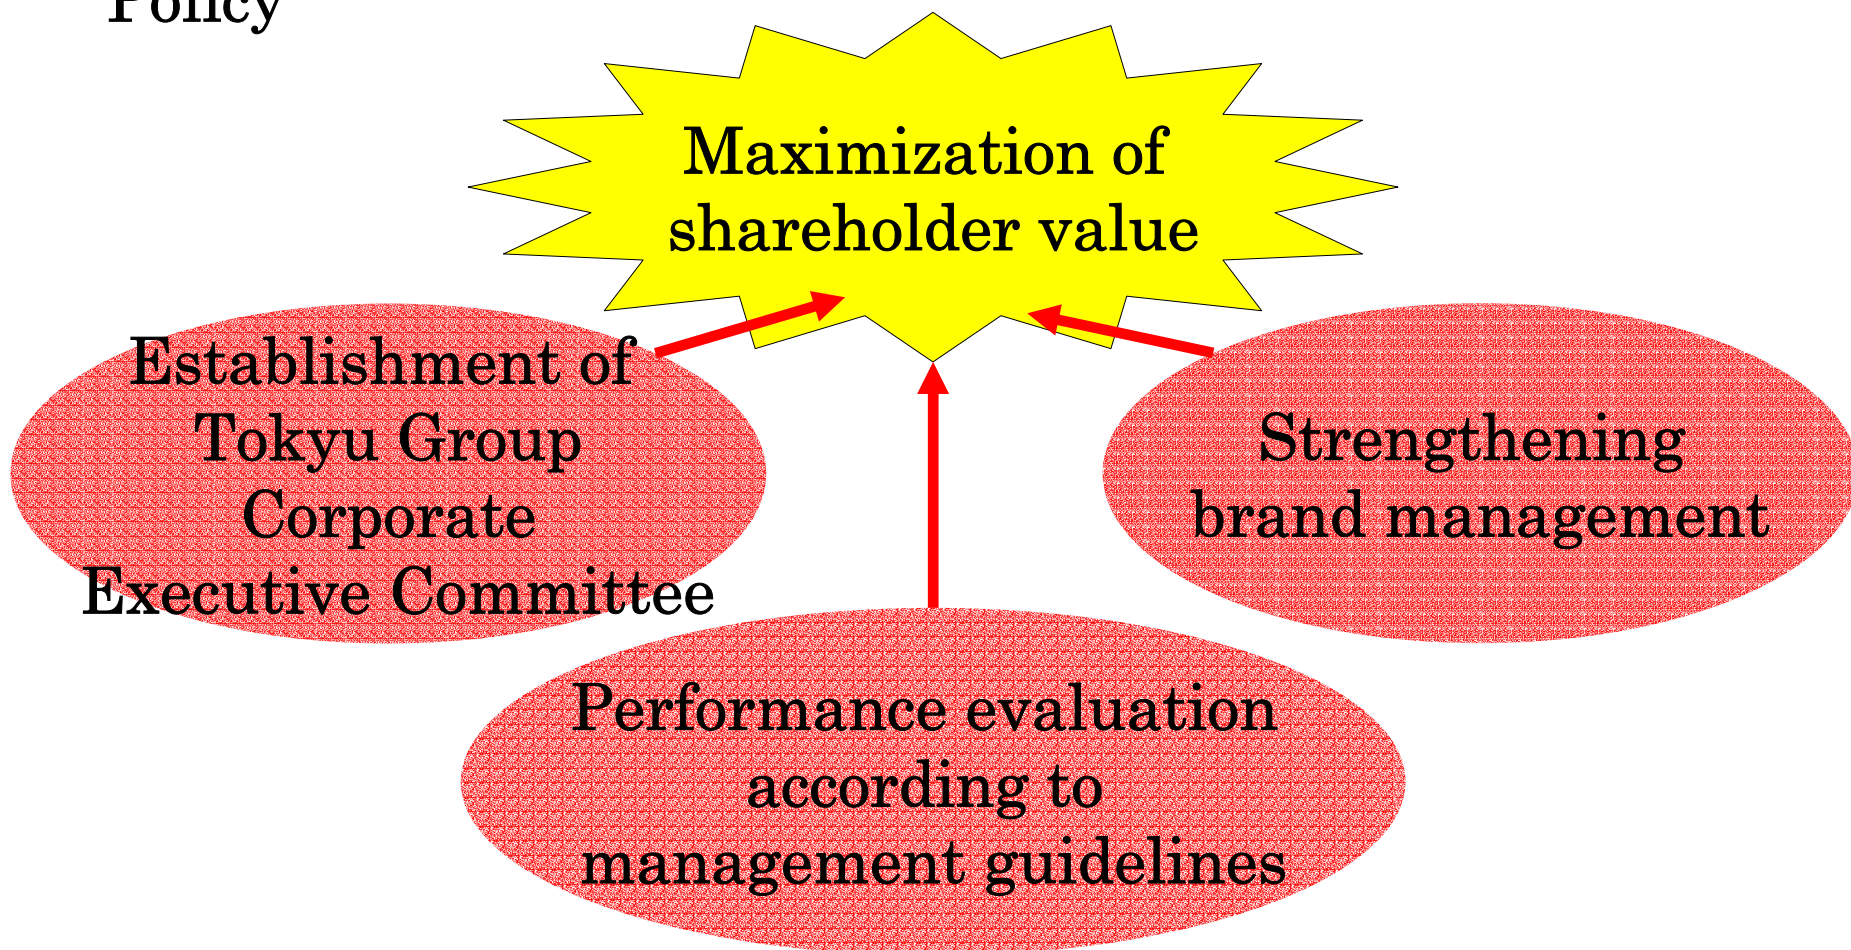 Policy
Maximization of
shareholder value
Establishment of
Tokyu Group
Corporate
Executive Committee
Strengthening
brand management
Performance evaluation
according to
management guidelines